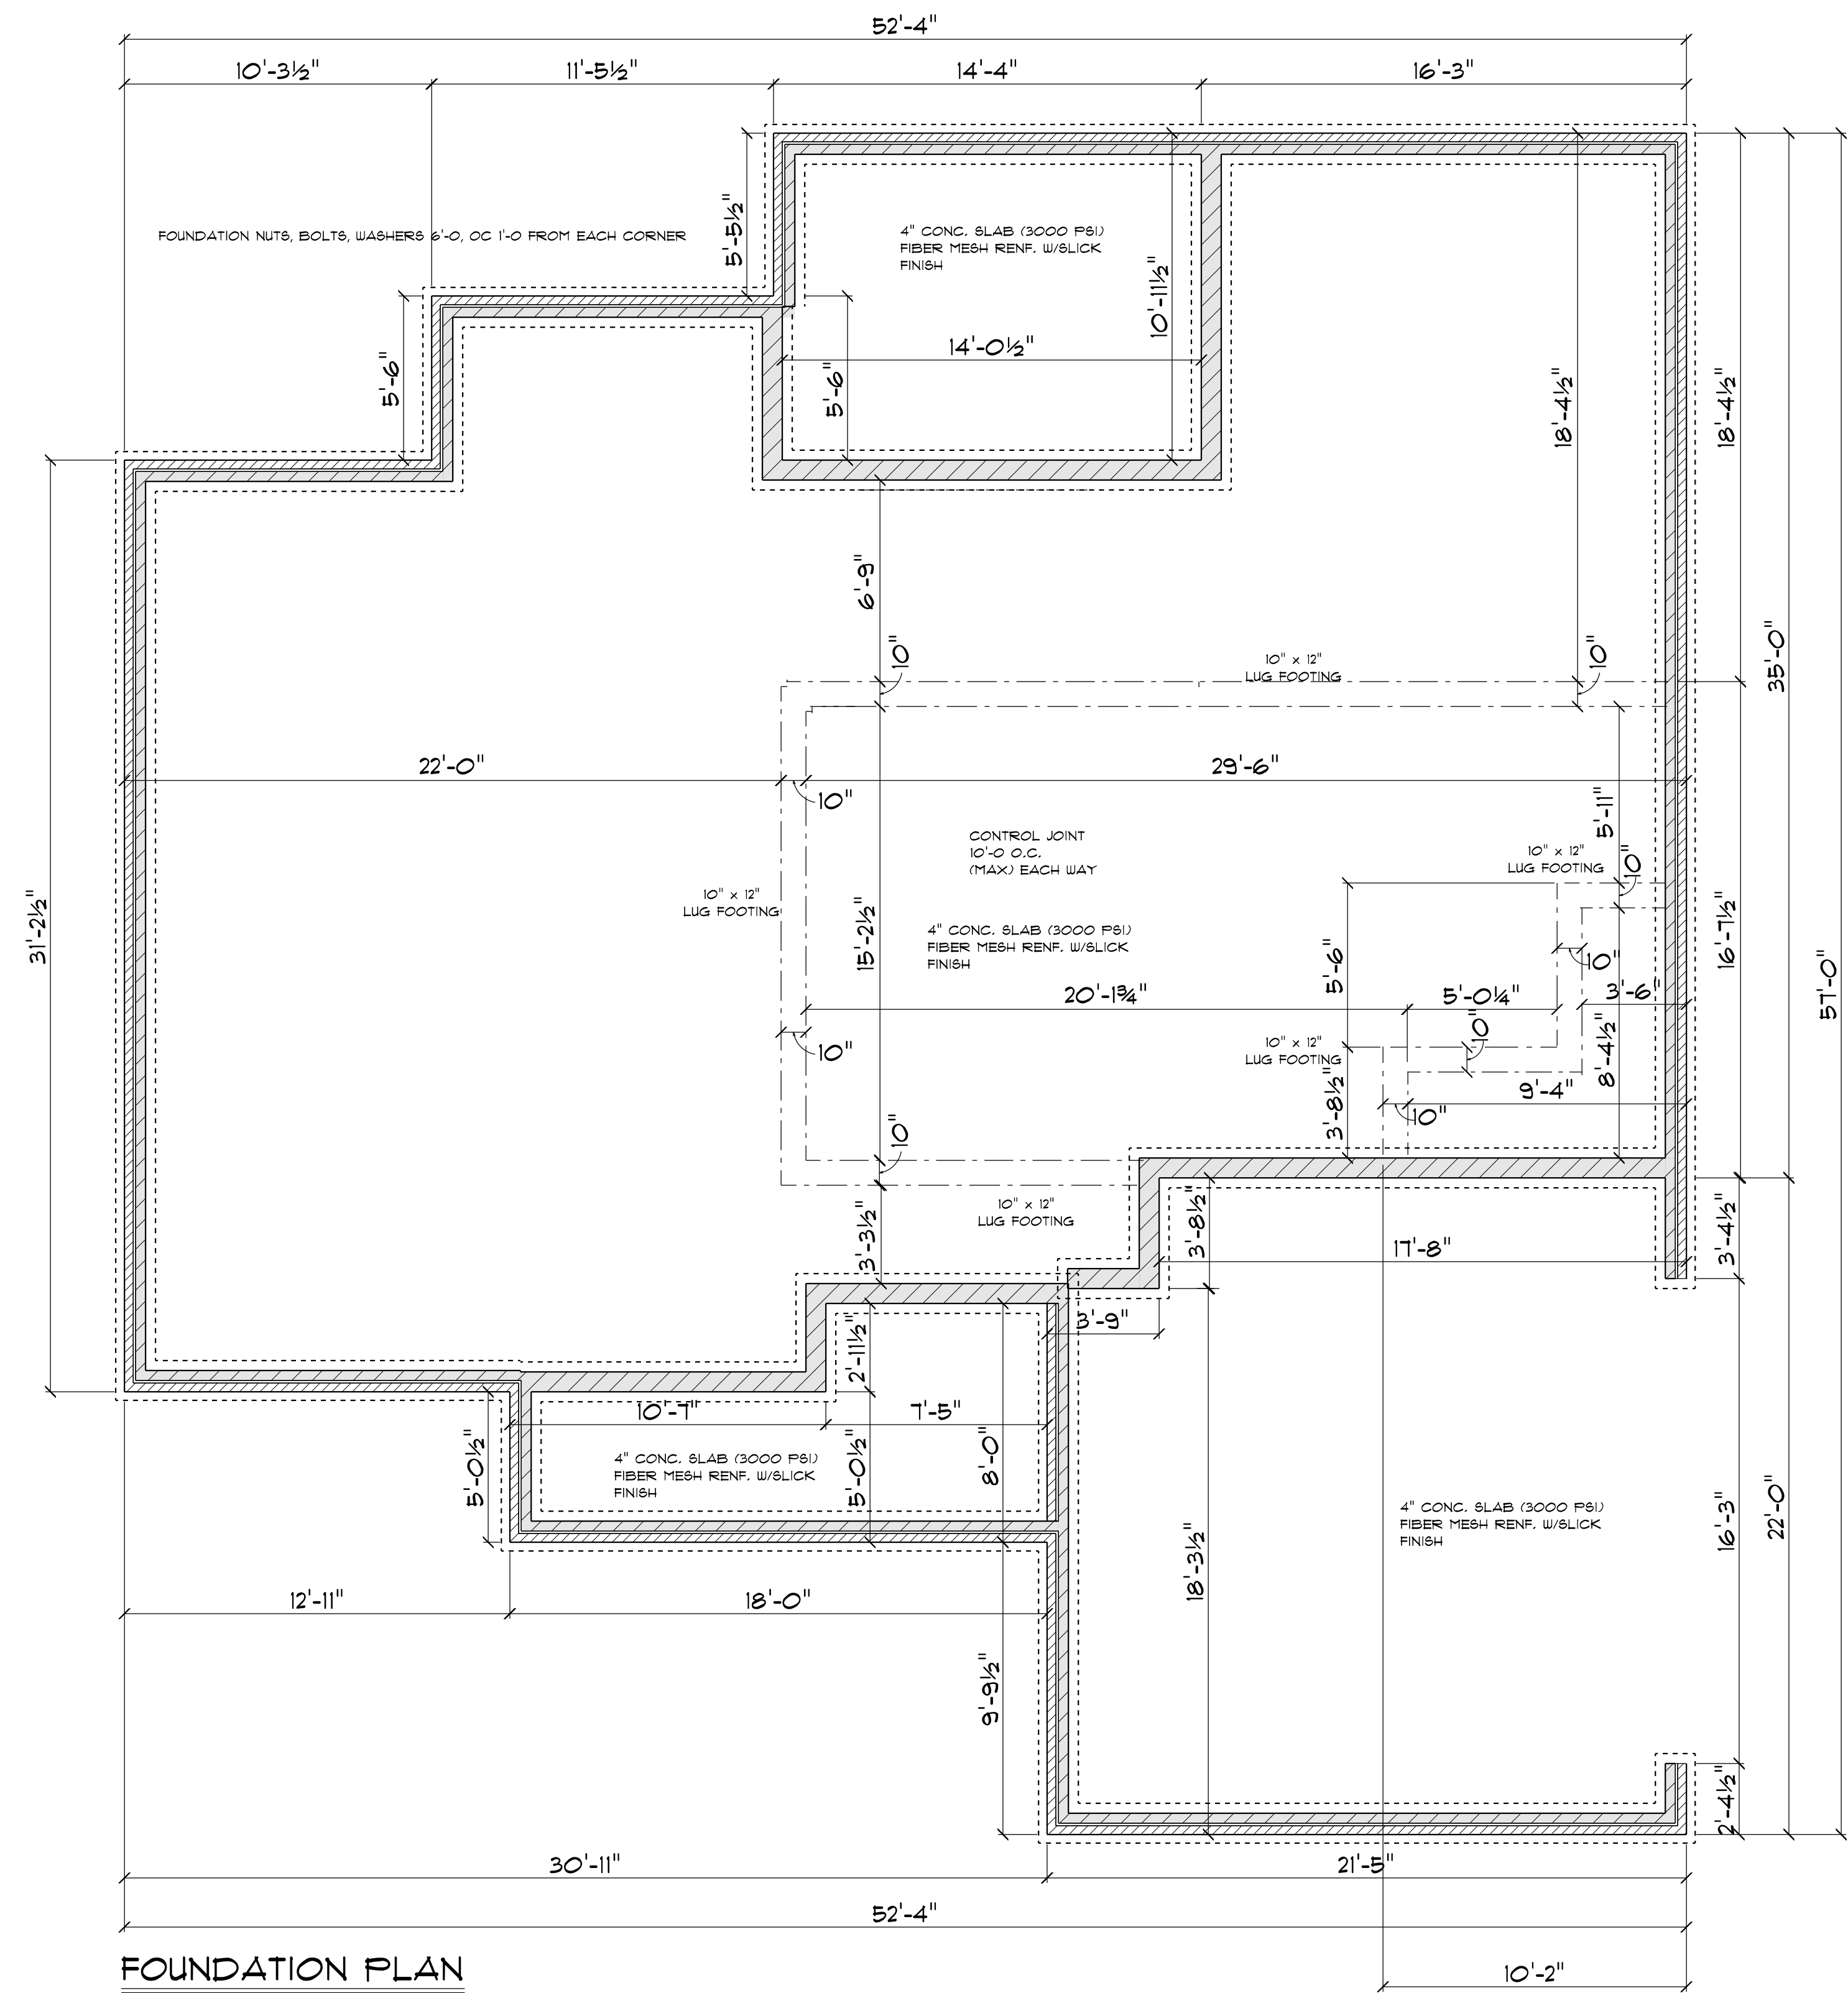 52'-4"
10'-3½"
11'-5½"
14'-4"
16'-3"
FOUNDATION NUTS, BOLTS, WASHERS 6'-0, OC 1'-0 FROM EACH CORNER
5'-5½"
4" CONC. SLAB (3000 PSI)
FIBER MESH RENF. W/SLICK
FINISH
10'-11½"
14'-0½"
5'-6"
5'-6"
18'-4½"
18'-4½"
6'-9"
10"
10" x 12"
LUG FOOTING
10"
35'-0"
22'-0"
29'-6"
10"
5'-11"
CONTROL JOINT
10'-0 O.C.
(MAX) EACH WAY
10" x 12"
LUG FOOTING
10"
10" x 12"
LUG FOOTING
31'-2½"
15'-2½"
4" CONC. SLAB (3000 PSI)
FIBER MESH RENF. W/SLICK
FINISH
5'-6"
10"
16'-7½"
57'-0"
20'-1¾"
5'-0¼"
3'-6"
10"
10" x 12"
LUG FOOTING
10"
8'-4½"
3'-8½"
9'-4"
10"
10"
10" x 12"
LUG FOOTING
3'-3½"
3'-8½"
17'-8"
3'-4½"
3'-9"
2'-11½"
10'-7"
7'-5"
5'-0½"
4" CONC. SLAB (3000 PSI)
FIBER MESH RENF. W/SLICK
FINISH
5'-0½"
8'-0"
18'-3½"
4" CONC. SLAB (3000 PSI)
FIBER MESH RENF. W/SLICK
FINISH
16'-3"
22'-0"
12'-11"
18'-0"
9'-9½"
2'-4½"
30'-11"
21'-5"
52'-4"
FOUNDATION PLAN
10'-2"